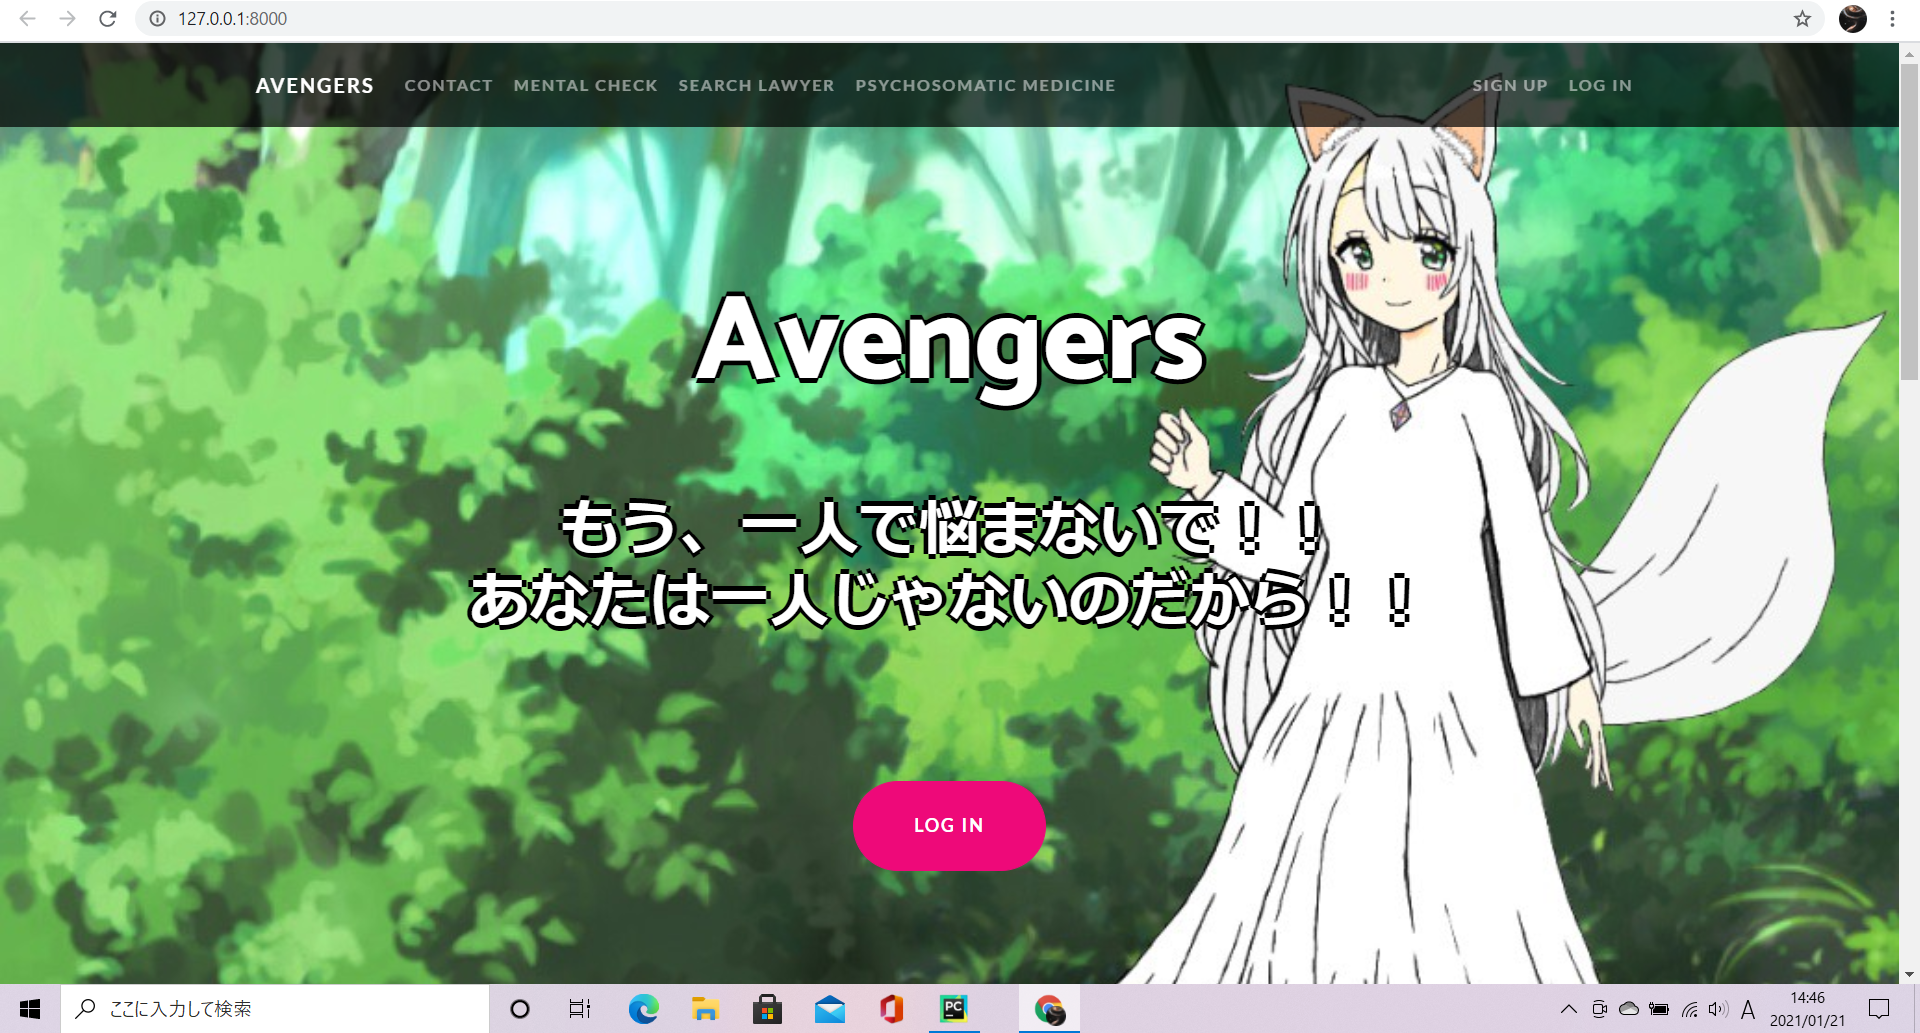 127.0.0.1:8000
AVENGERS CONTACT MENTAL CHECK SEARCH LAWYER PSYCHOSOMATIC MEDICINE SIGN UP LOG IN
Avengers
もう、一人で悩まないで！！
あなたは一人じゃないのだから！！
LOG IN
ここに入力して検索
PC
A
14:46
2021/01/21